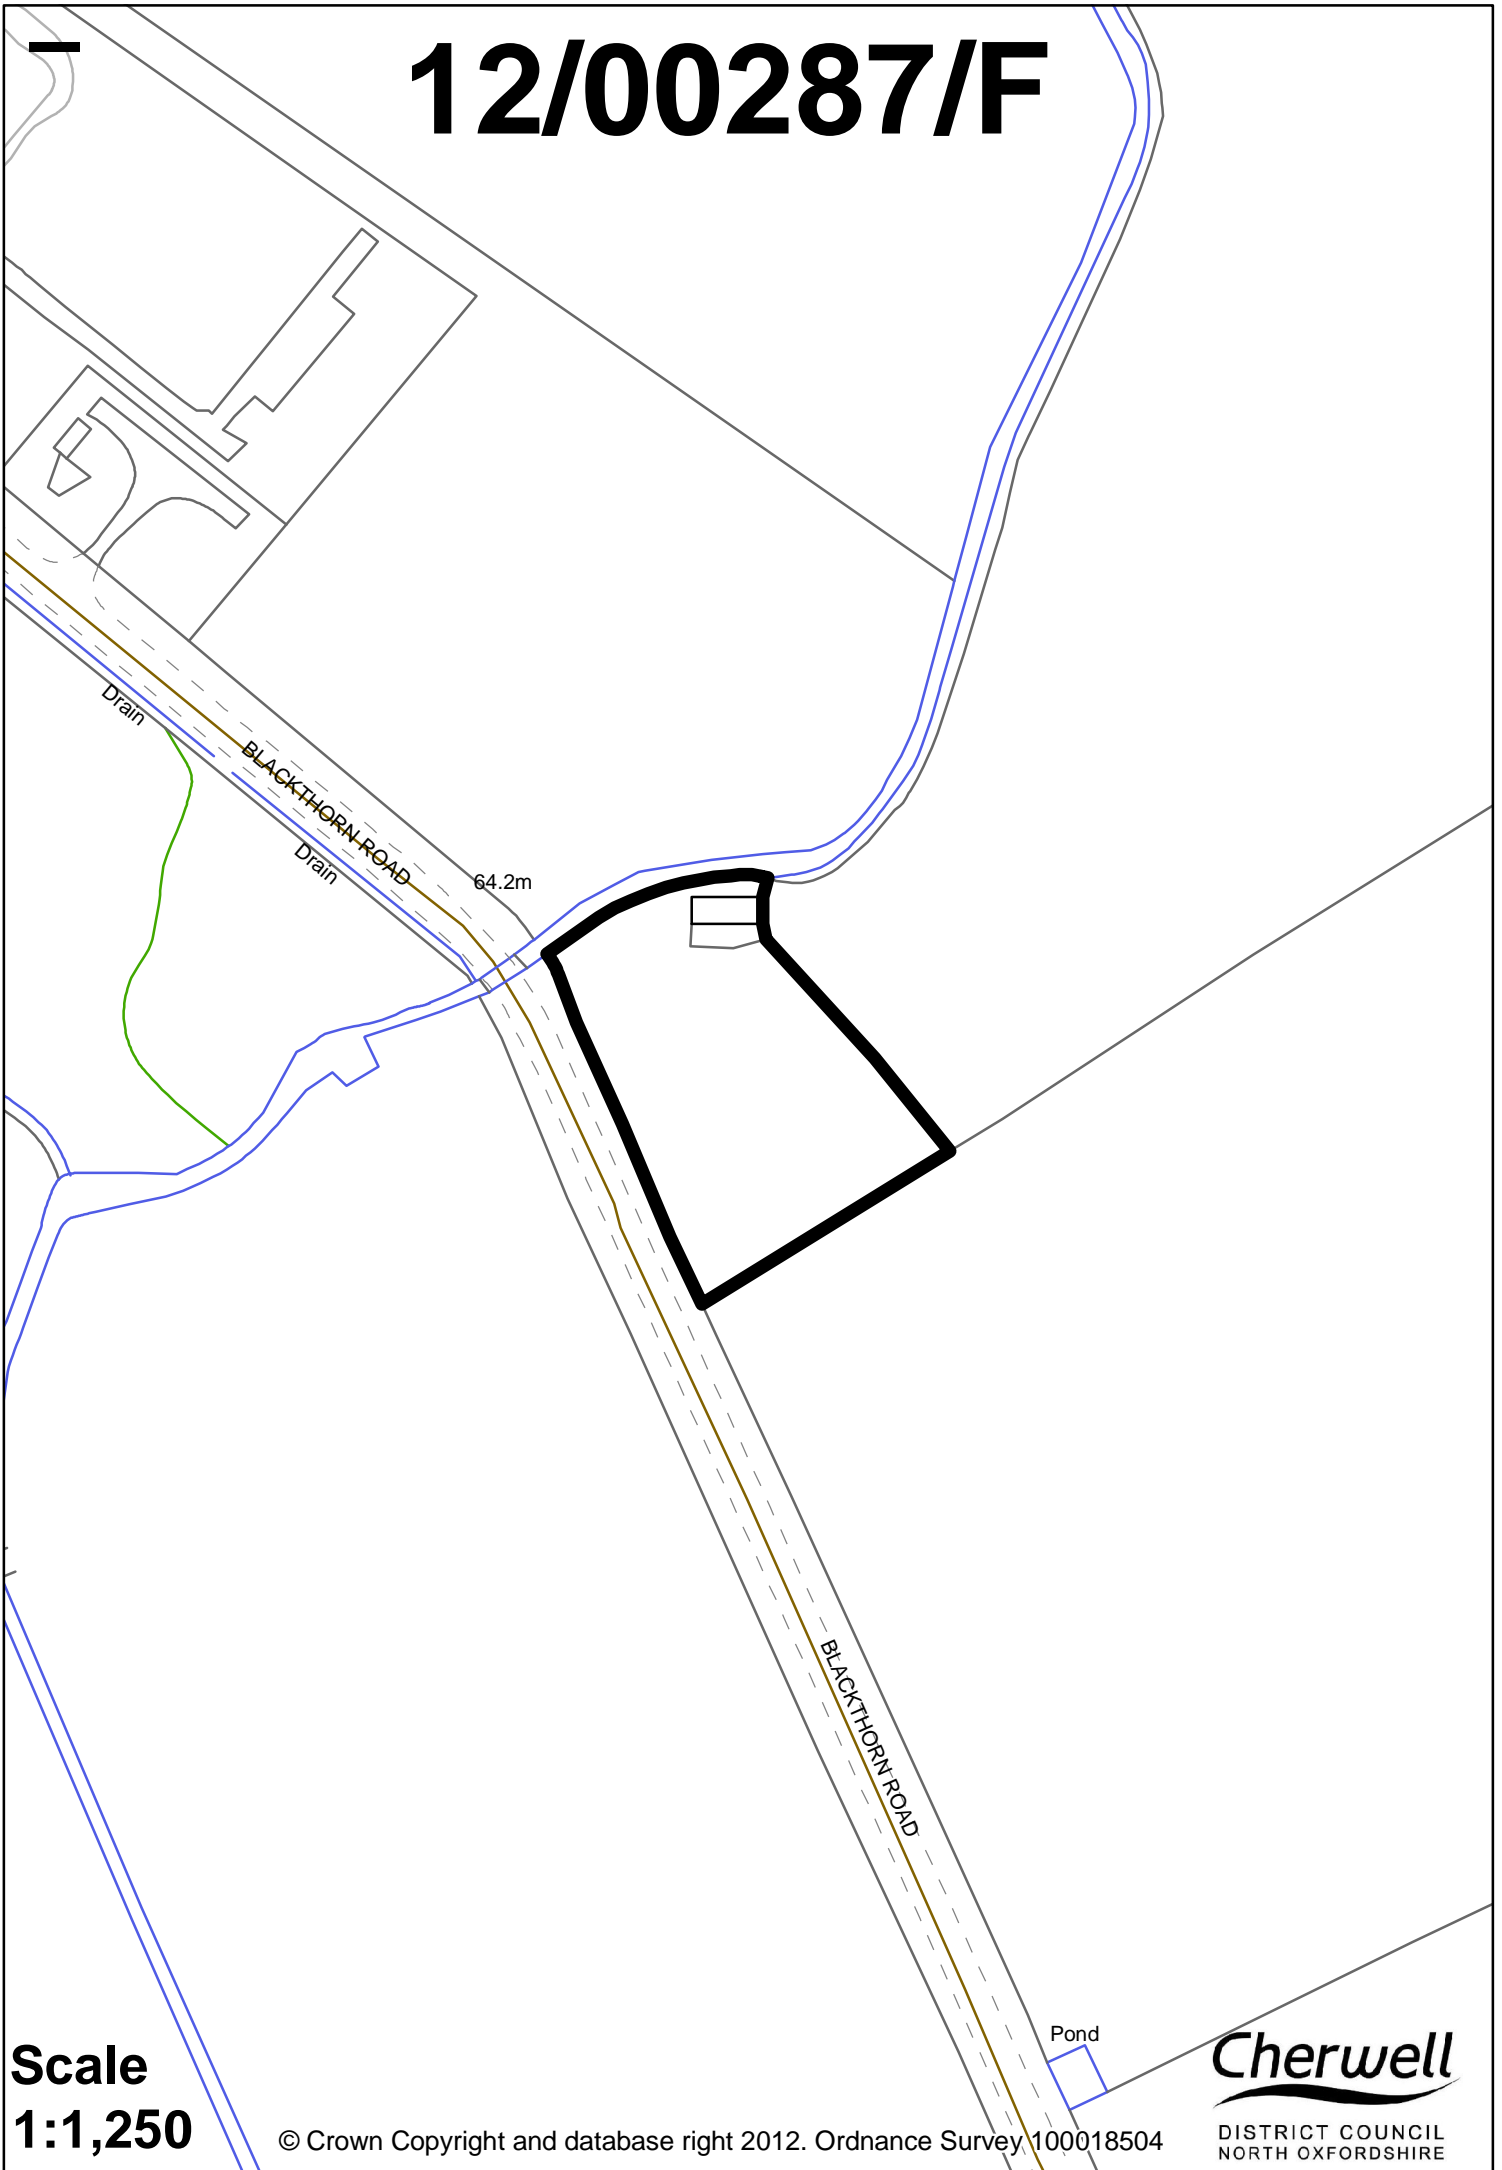 12/00287/F
Drain
BLACKTHORN ROAD
Drain
64.2m
BLACKTHORN ROAD
Pond
Scale
1:1,250
© Crown Copyright and database right 2012. Ordnance Survey 100018504
Cherwell
DISTRICT COUNCIL
NORTH OXFORDSHIRE